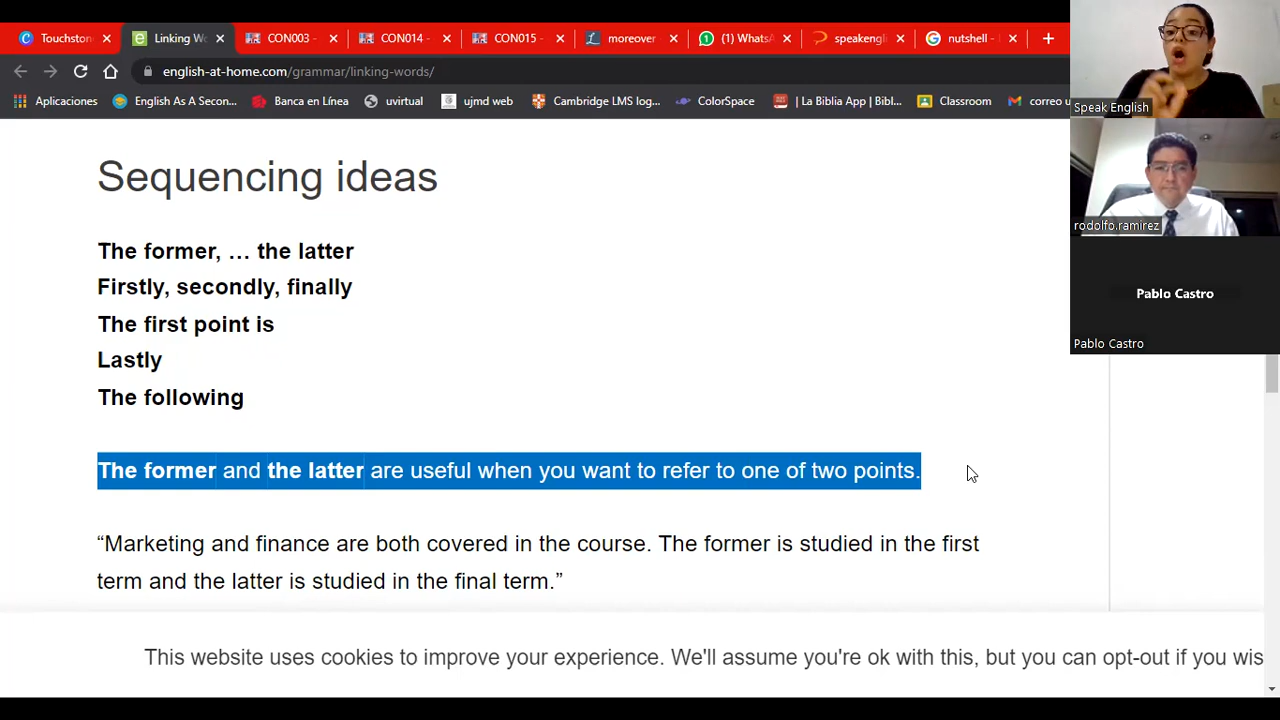 Touchston
Linking Wo
CON003 -
CON014 -
CON015 -
moreover
(1) WhatsA
speakengli
nutshell -
english-at-home.com/grammar/linking-words/
Aplicaciones
English As A Secon...
Banca en Línea
uvirtual
ujmd web
Cambridge LMS log...
ColorSpace
| La Biblia App | Bibl...
Classroom
correo u
Speak English
rodolfo.ramirez
Pablo Castro
Pablo Castro
Sequencing ideas
The former, … the latter
Firstly, secondly, finally
The first point is
Lastly
The following
The former and the latter are useful when you want to refer to one of two points.
“Marketing and finance are both covered in the course. The former is studied in the first
term and the latter is studied in the final term.”
This website uses cookies to improve your experience. We'll assume you're ok with this, but you can opt-out if you wis